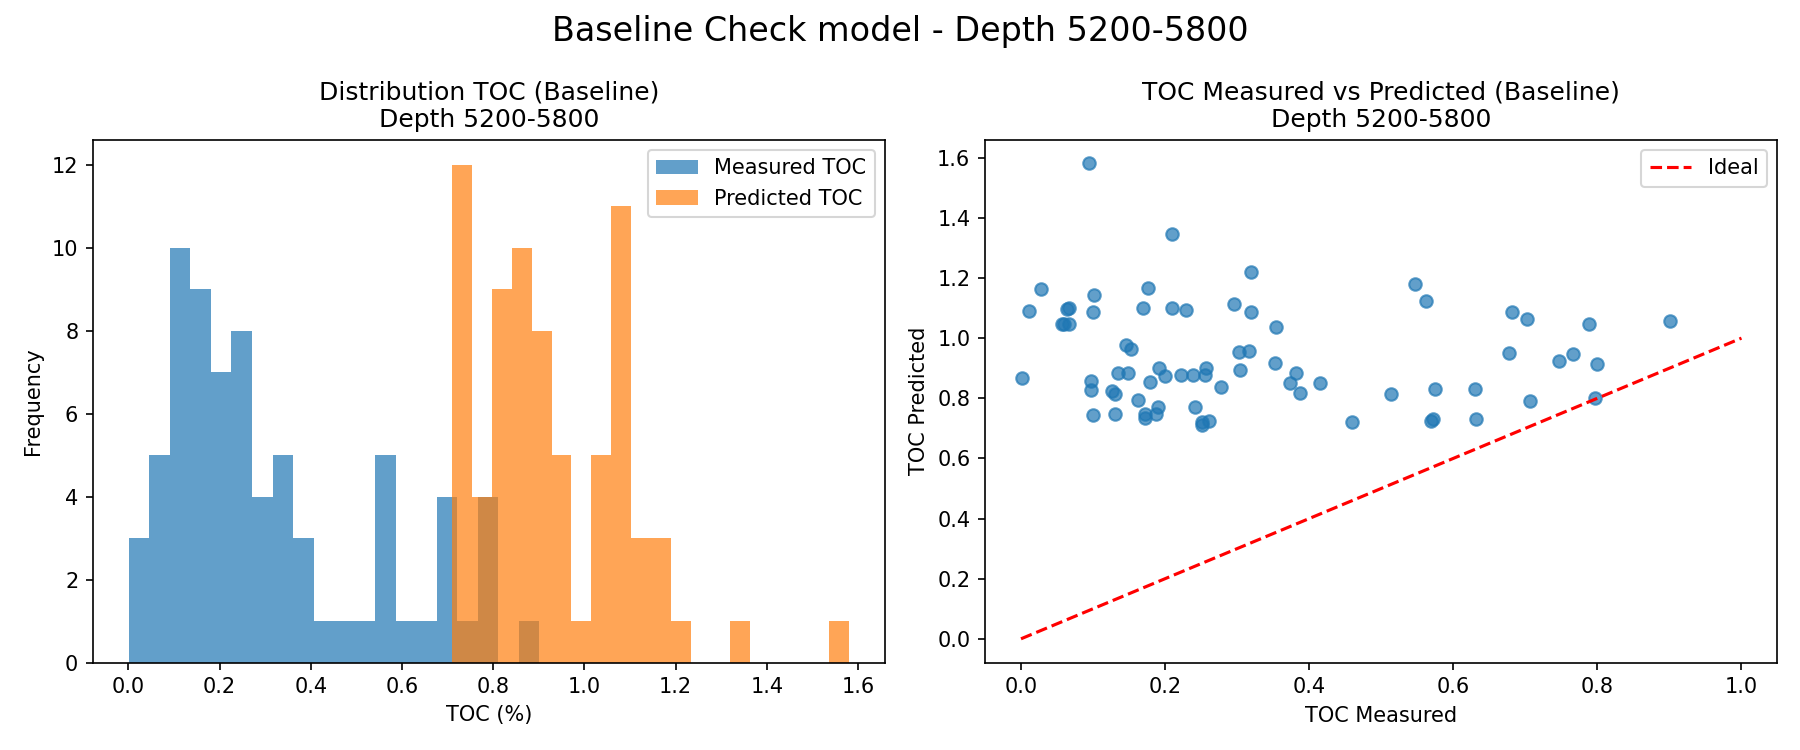 Baseline Check model - Depth 5200-5800
Distribution TOC (Baseline)
Depth 5200-5800
12
10
8
6
4
2
0
Frequency
Measured TOC
Predicted TOC
0.0 0.2 0.4 0.6 0.8 1.0 1.2 1.4 1.6
TOC (%)
TOC Measured vs Predicted (Baseline)
Depth 5200-5800
1.6
1.4
1.2
1.0
0.8
0.6
0.4
0.2
0.0
TOC Predicted
Ideal
0.0 0.2 0.4 0.6 0.8 1.0
TOC Measured